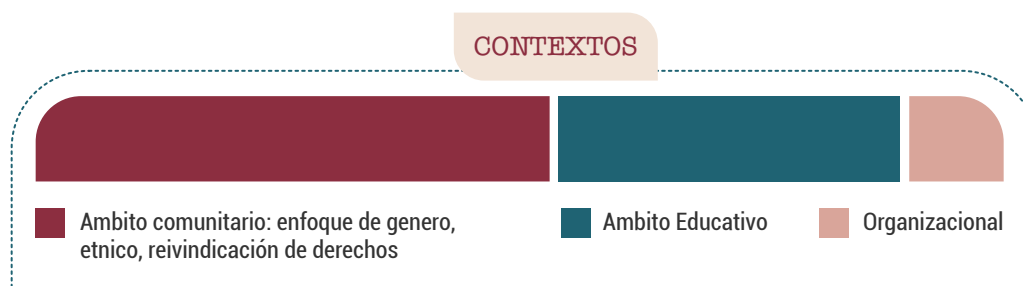 CONTEXTOS
Ambito comunitario: enfoque de genero,
etnico, reivindicación de derechos
Ambito Educativo
Organizacional